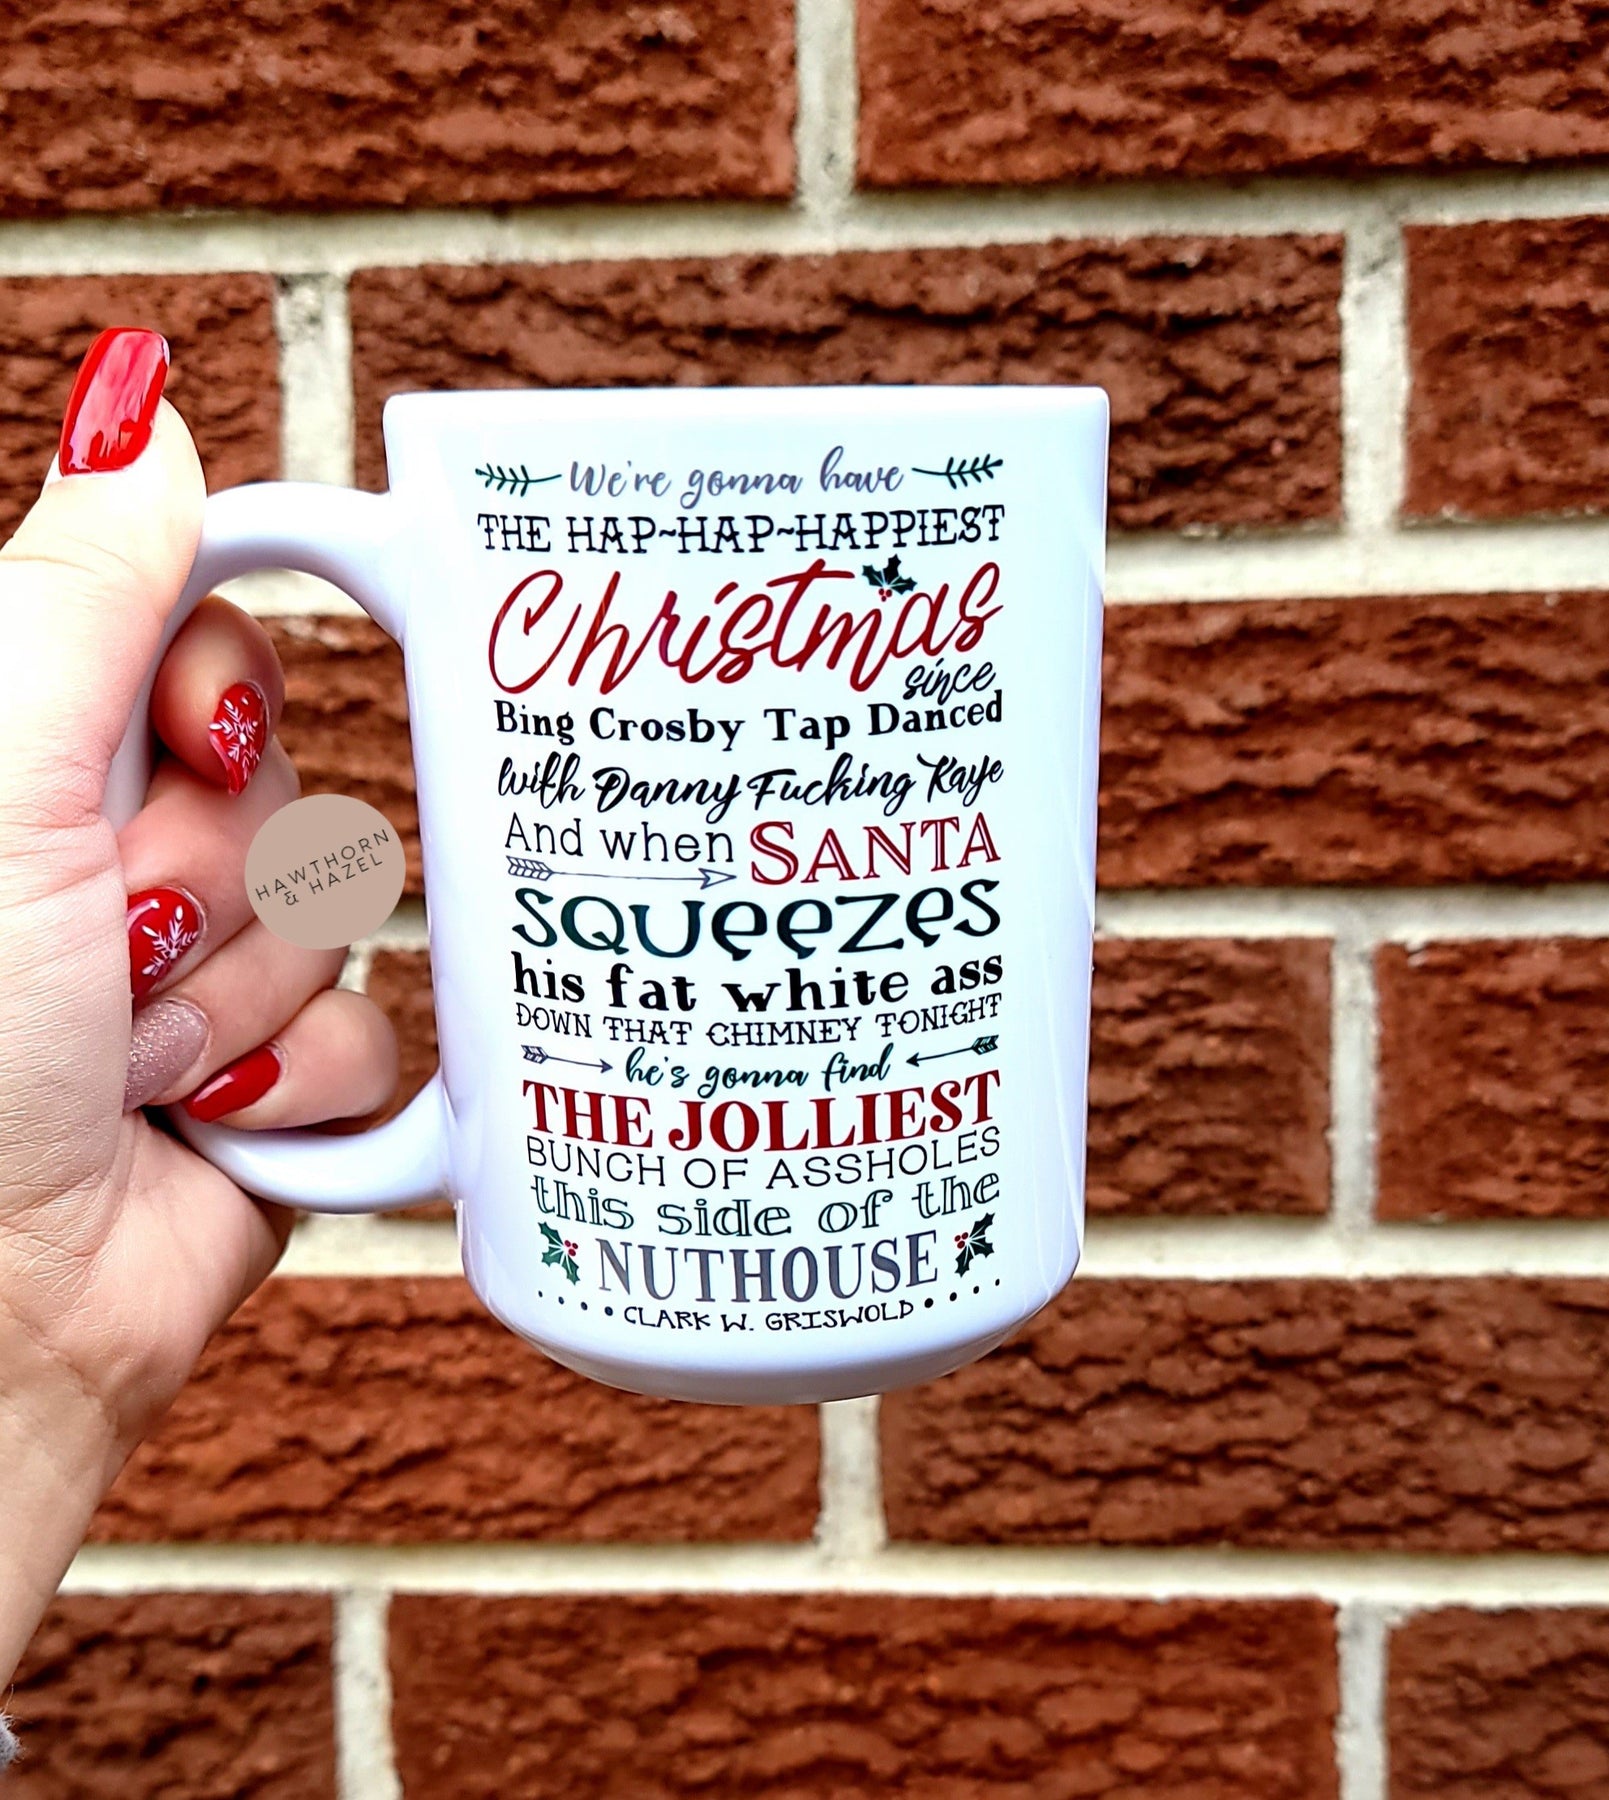 We're gonna have
THE HAP~HAP~HAPPIEST
Christmas
since
Bing Crosby Tap Danced
with Danny Fucking Kaye
And when SANTA
SQUEEZES
his fat white ass
DOWN THAT CHIMNEY TONIGHT
he's gonna find
THE JOLLIEST
BUNCH OF ASSHOLES
this side of the
NUTHOUSE
CLARK W. GRISWOLD
HAWTHORN
& HAZEL